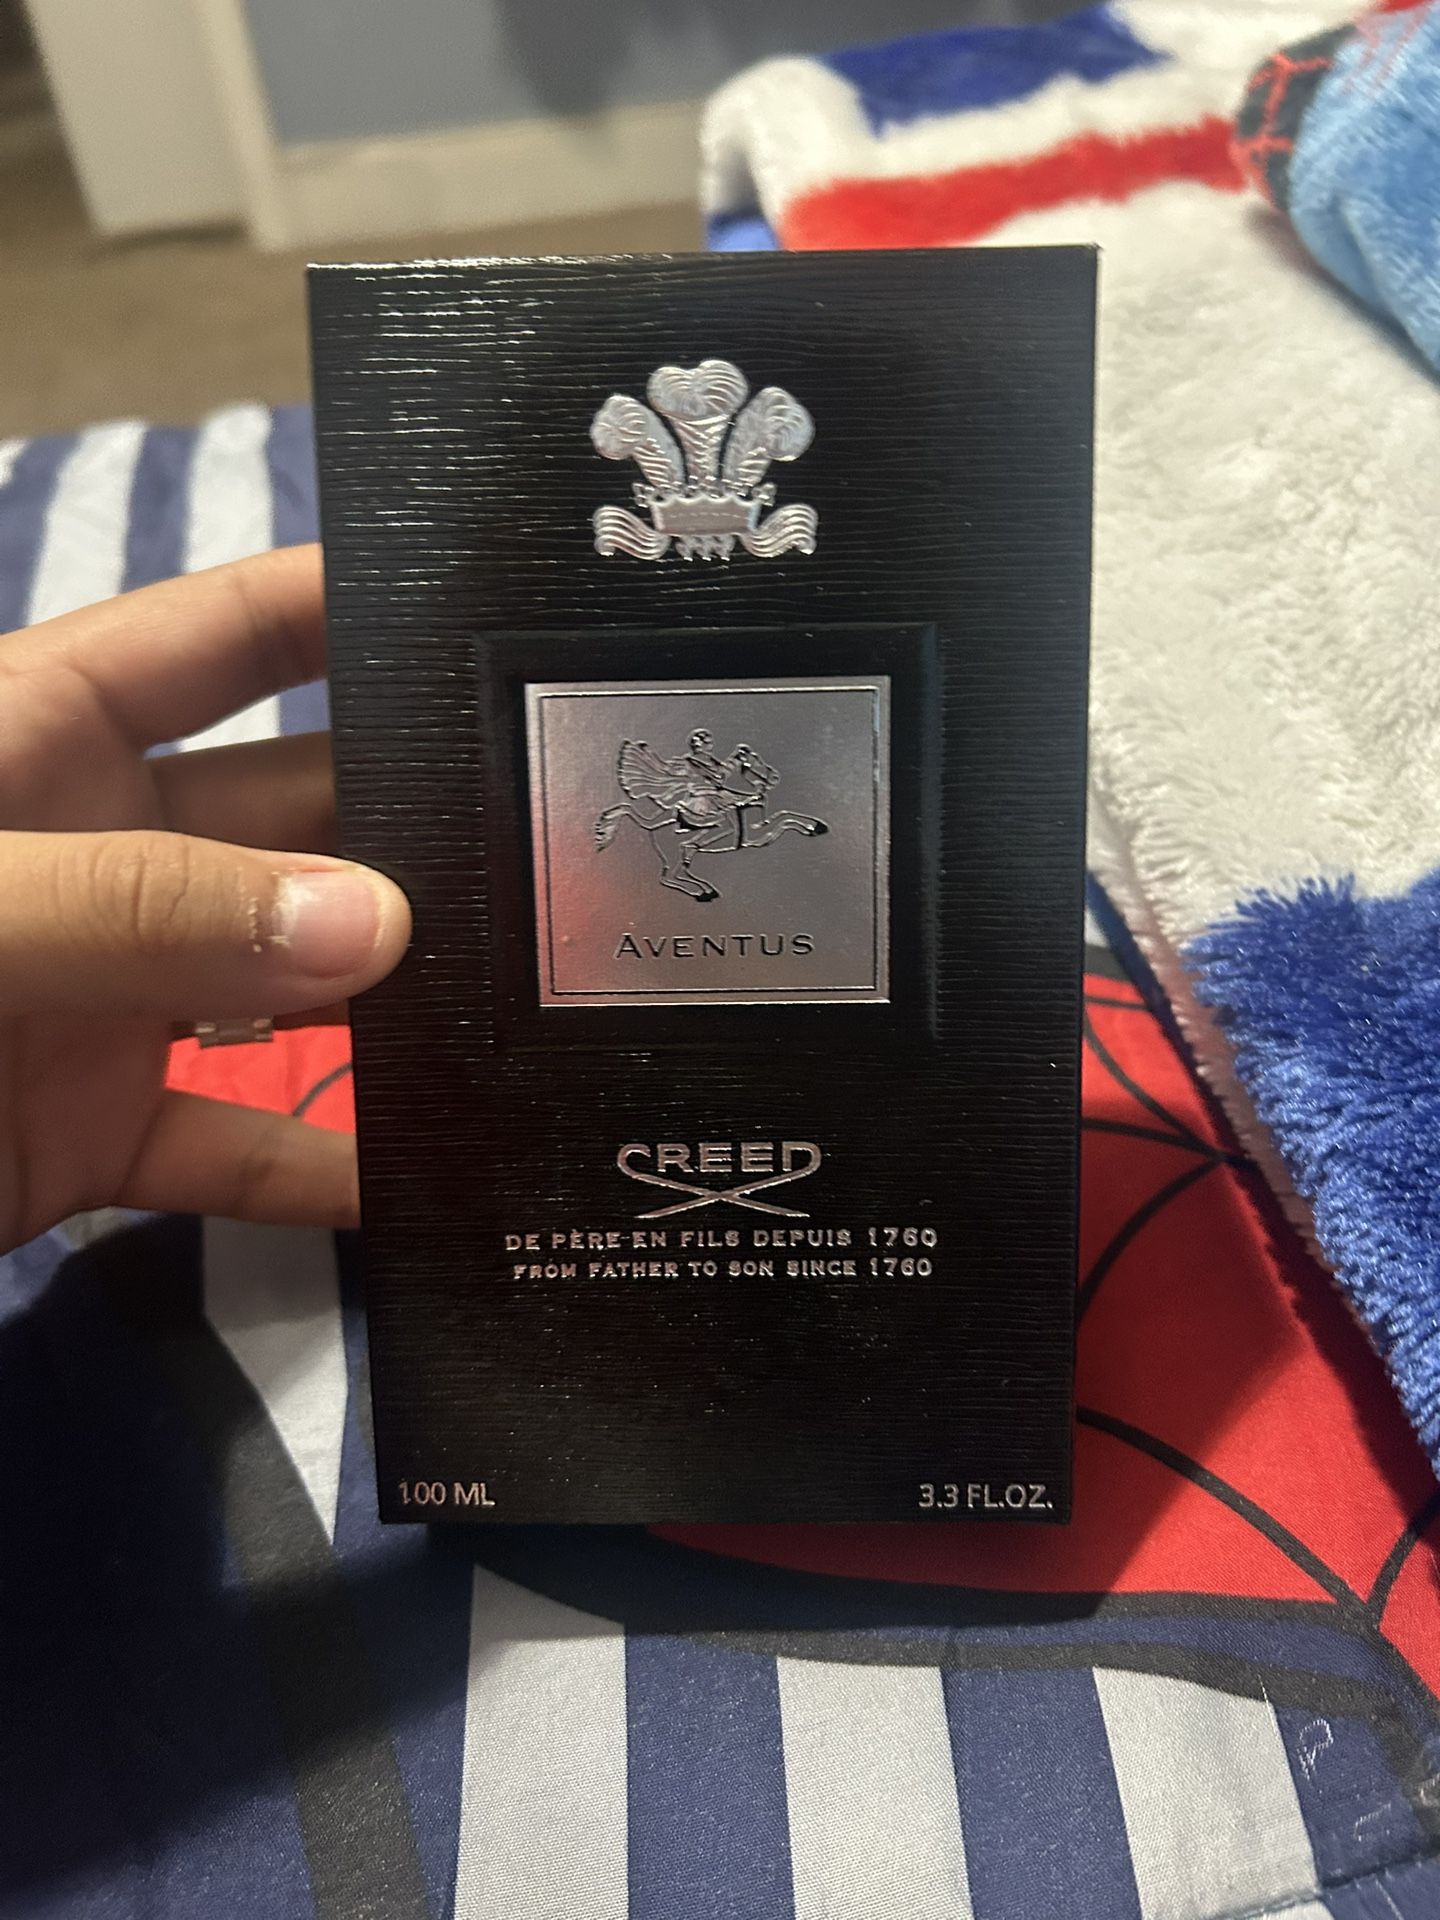 AVENTUS
CREED
DE PÈRE EN FILS DEPUIS 1760
FROM FATHER TO SON SINCE 1760
100 ML
3.3 FL.OZ.